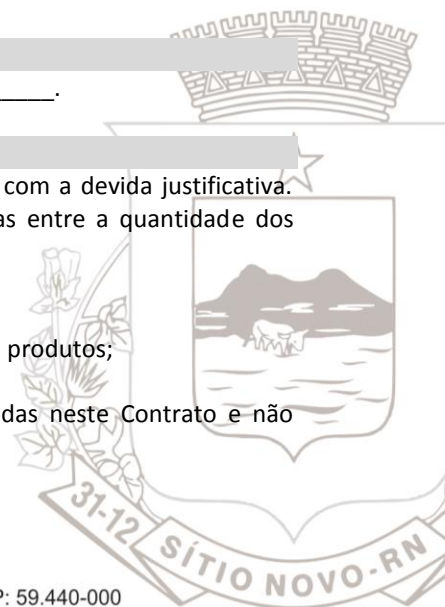 _____.
com a devida justificativa.
as entre a quantidade dos
produtos;
das neste Contrato e não
31-12
SÍTIO NOVO-RN
P: 59.440-000